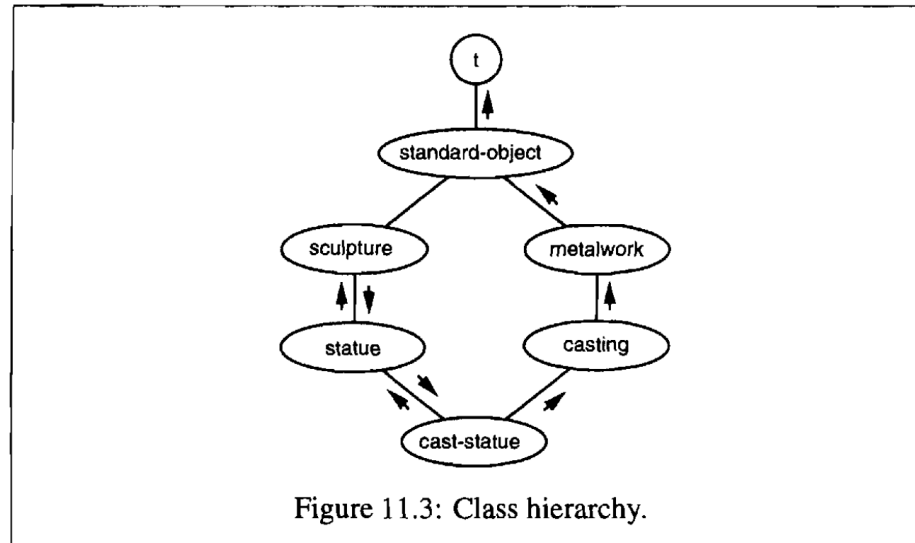 t
standard-object
sculpture
metalwork
statue
casting
cast-statue
Figure 11.3: Class hierarchy.